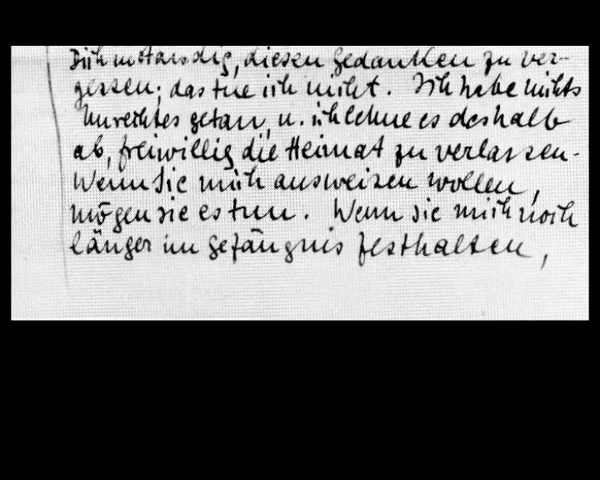 inständig, diesen Gedanken zu ver-
gessen; das tue ich nicht. Ich habe nichts
Unrechtes getan, u. ich lehne es deshalb
ab, freiwillig die Heimat zu verlassen.
Wenn Sie mich ausweisen wollen,
mögen sie es tun. Wenn sie mich noch
länger im Gefängnis festhalten,